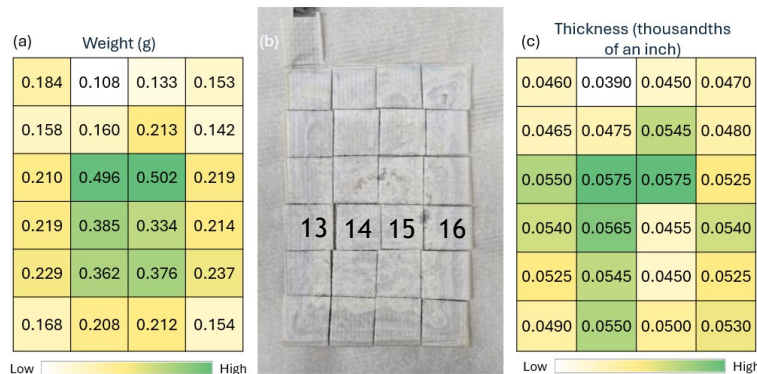 (a) Weight (g)
0.184 0.108 0.133 0.153
0.158 0.160 0.213 0.142
0.210 0.496 0.502 0.219
0.219 0.385 0.334 0.214
0.229 0.362 0.376 0.237
0.168 0.208 0.212 0.154
Low High
(b)
13 14 15 16
(c) Thickness (thousandths
of an inch)
0.0460 0.0390 0.0450 0.0470
0.0465 0.0475 0.0545 0.0480
0.0550 0.0575 0.0575 0.0525
0.0540 0.0565 0.0455 0.0540
0.0525 0.0545 0.0450 0.0525
0.0490 0.0550 0.0500 0.0530
Low High